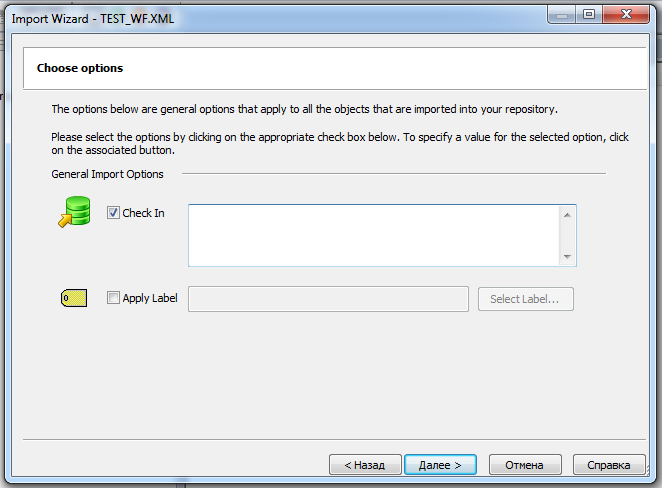 Import Wizard - TEST_WF.XML
Choose options
The options below are general options that apply to all the objects that are imported into your repository.
Please select the options by clicking on the appropriate check box below. To specify a value for the selected option, click
on the associated button.
General Import Options
Check In
0
Apply Label
Select Label...
< Назад
Далее >
Отмена
Справка